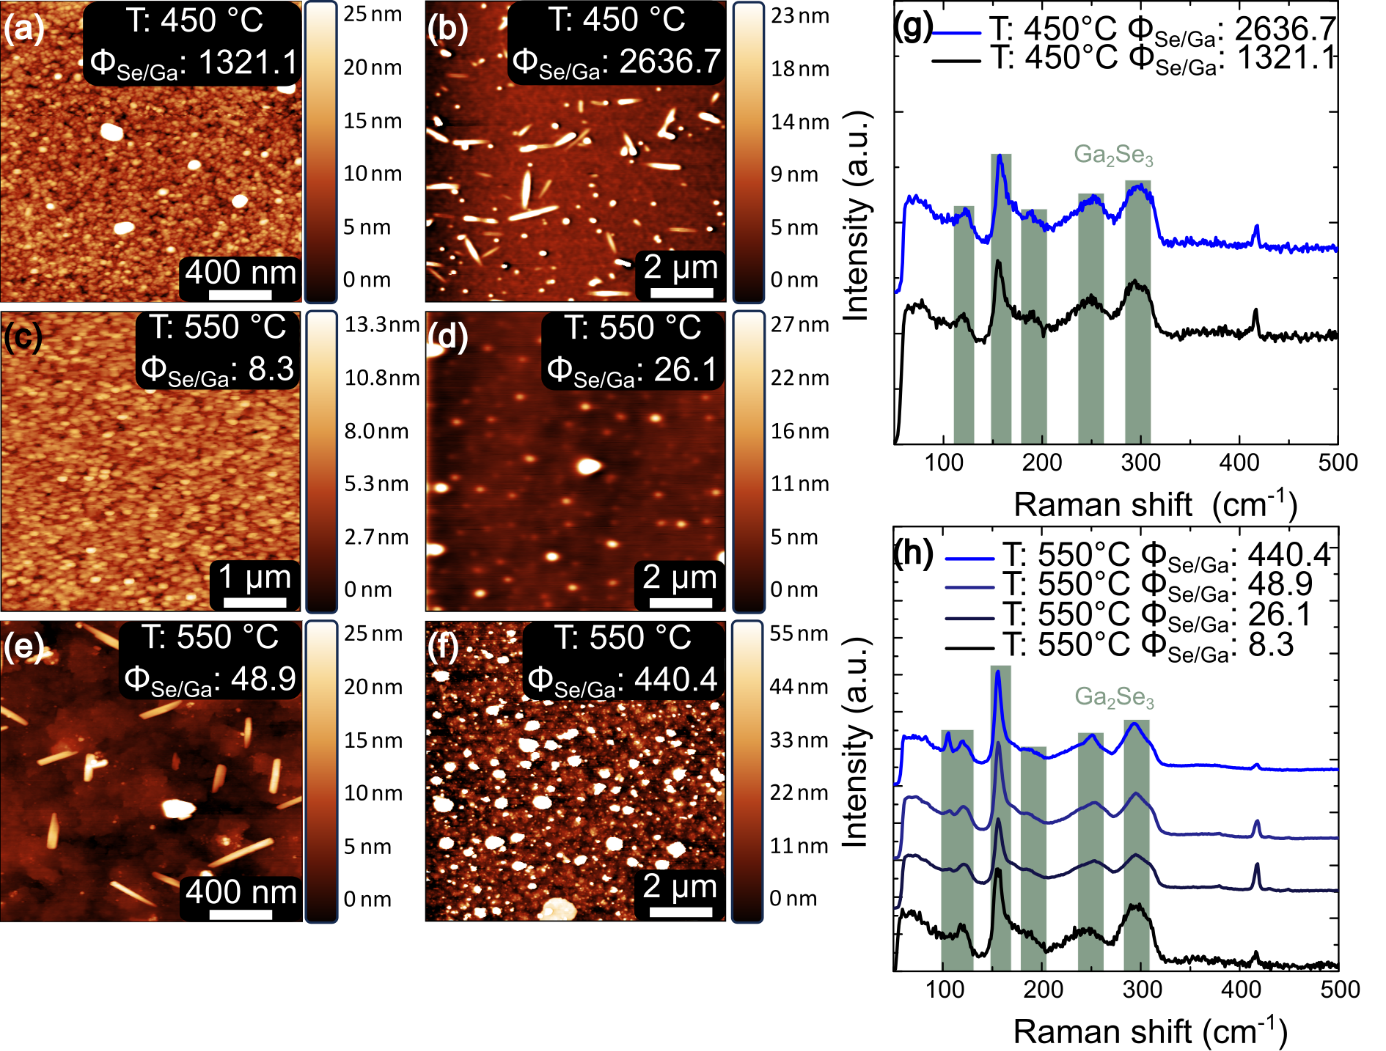 (a)
T: 450 °C
ΦSe/Ga: 1321.1
400 nm
25 nm
20 nm
15 nm
10 nm
5 nm
0 nm
(b)
T: 450 °C
ΦSe/Ga: 2636.7
2 µm
23 nm
18 nm
14 nm
9 nm
5 nm
0 nm
(c)
T: 550 °C
ΦSe/Ga: 8.3
1 µm
13.3 nm
10.8 nm
8.0 nm
5.3 nm
2.7 nm
0 nm
(d)
T: 550 °C
ΦSe/Ga: 26.1
2 µm
27 nm
22 nm
16 nm
11 nm
5 nm
0 nm
(e)
T: 550 °C
ΦSe/Ga: 48.9
400 nm
25 nm
20 nm
15 nm
10 nm
5 nm
0 nm
(f)
T: 550 °C
ΦSe/Ga: 440.4
2 µm
55 nm
44 nm
33 nm
22 nm
11 nm
0 nm
(g)
T: 450°C ΦSe/Ga: 2636.7
T: 450°C ΦSe/Ga: 1321.1
Ga2Se3
Intensity (a.u.)
100 200 300 400 500
Raman shift (cm-1)
(h)
T: 550°C ΦSe/Ga: 440.4
T: 550°C ΦSe/Ga: 48.9
T: 550°C ΦSe/Ga: 26.1
T: 550°C ΦSe/Ga: 8.3
Ga2Se3
Intensity (a.u.)
100 200 300 400 500
Raman shift (cm-1)